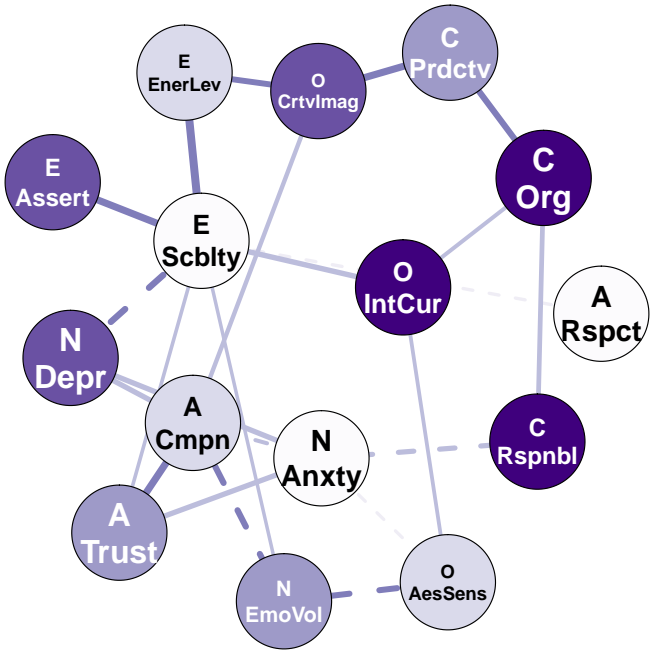 E
EnerLev
O
CrtvImag
C
Prdctv
E
Assert
C
Org
E
Scblty
O
IntCur
A
Rspct
N
Depr
A
Cmpn
N
Anxty
C
Rspnbl
A
Trust
N
EmoVol
O
AesSens